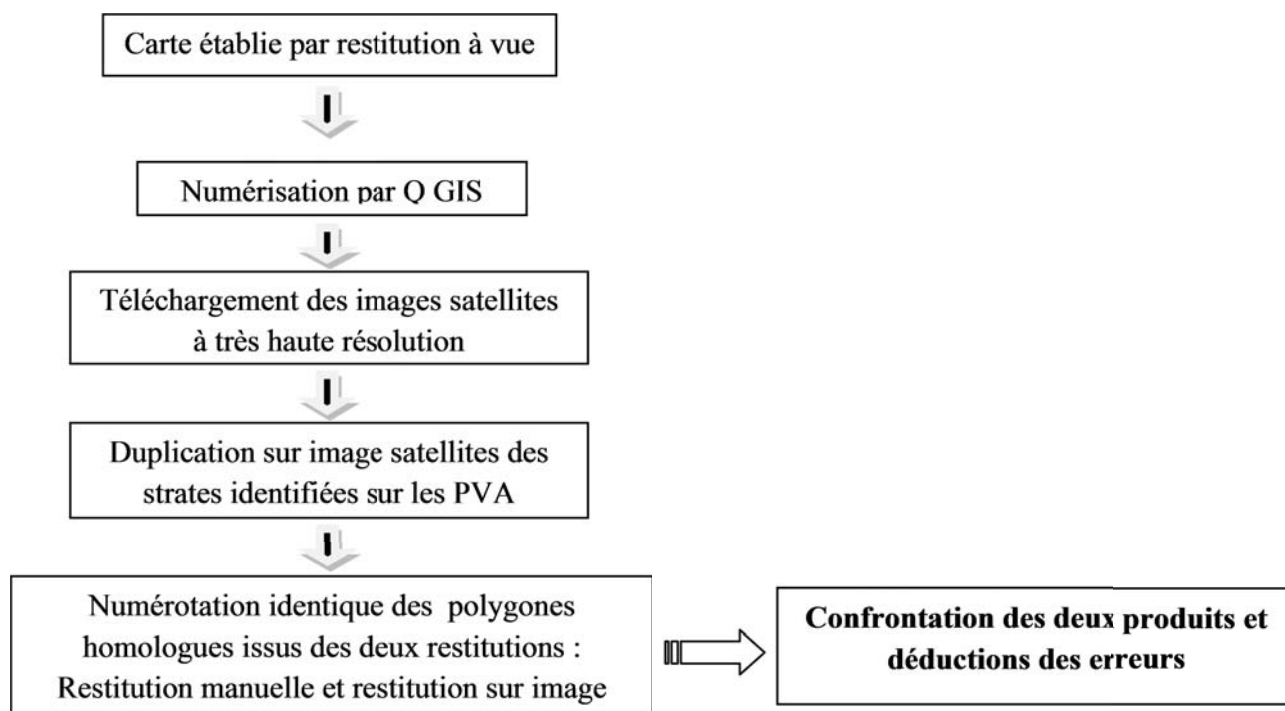 Carte établie par restitution à vue
Numérisation par Q GIS
Téléchargement des images satellites
à très haute résolution
Duplication sur image satellites des
strates identifiées sur les PVA
Numérotation identique des polygones
homologues issus des deux restitutions :
Restitution manuelle et restitution sur image
Confrontation des deux produits et
déductions des erreurs